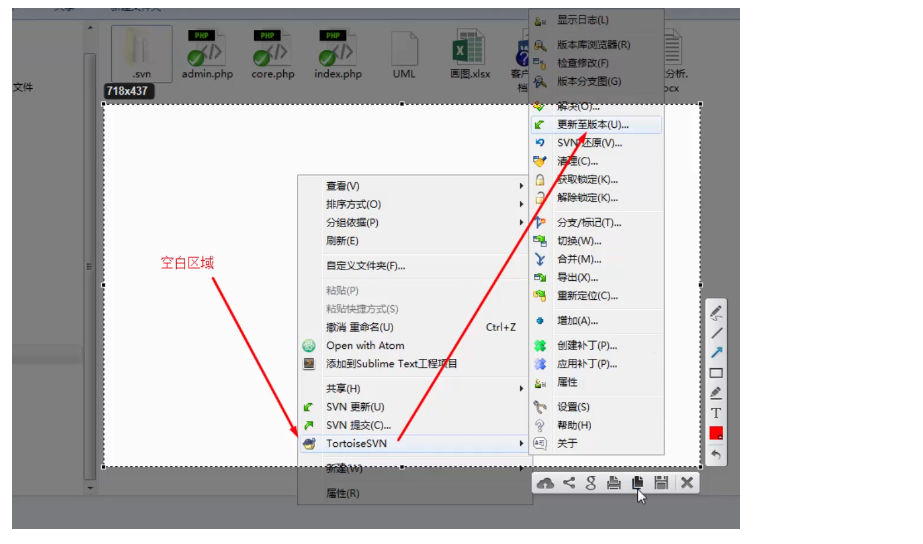 显示日志(L)
版本库浏览器(R)
检查修改(F)
版本分支图(G)
PHP
PHP
PHP
.svn
admin.php
core.php
index.php
UML
画图.xlsx
分析.
文件
718x437
解决(O)...
更新至版本(U)...
SVN 还原(V)...
清理(C)...
获取锁定(K)...
解除锁定(K)...
分支/标记(T)...
切换(W)...
合并(M)...
导出(X)...
重新定位(C)...
增加(A)...
创建补丁(P)...
应用补丁(P)...
属性
设置(S)
帮助(H)
关于
空白区域
查看(V)
排序方式(O)
分组依据(P)
刷新(E)
自定义文件夹(F)...
粘贴(P)
粘贴快捷方式(S)
撤消 重命名(U) Ctrl+Z
Open with Atom
添加到Sublime Text工程项目
共享(H)
SVN 更新(U)
SVN 提交(C)...
TortoiseSVN
新建(W)
属性(R)
T